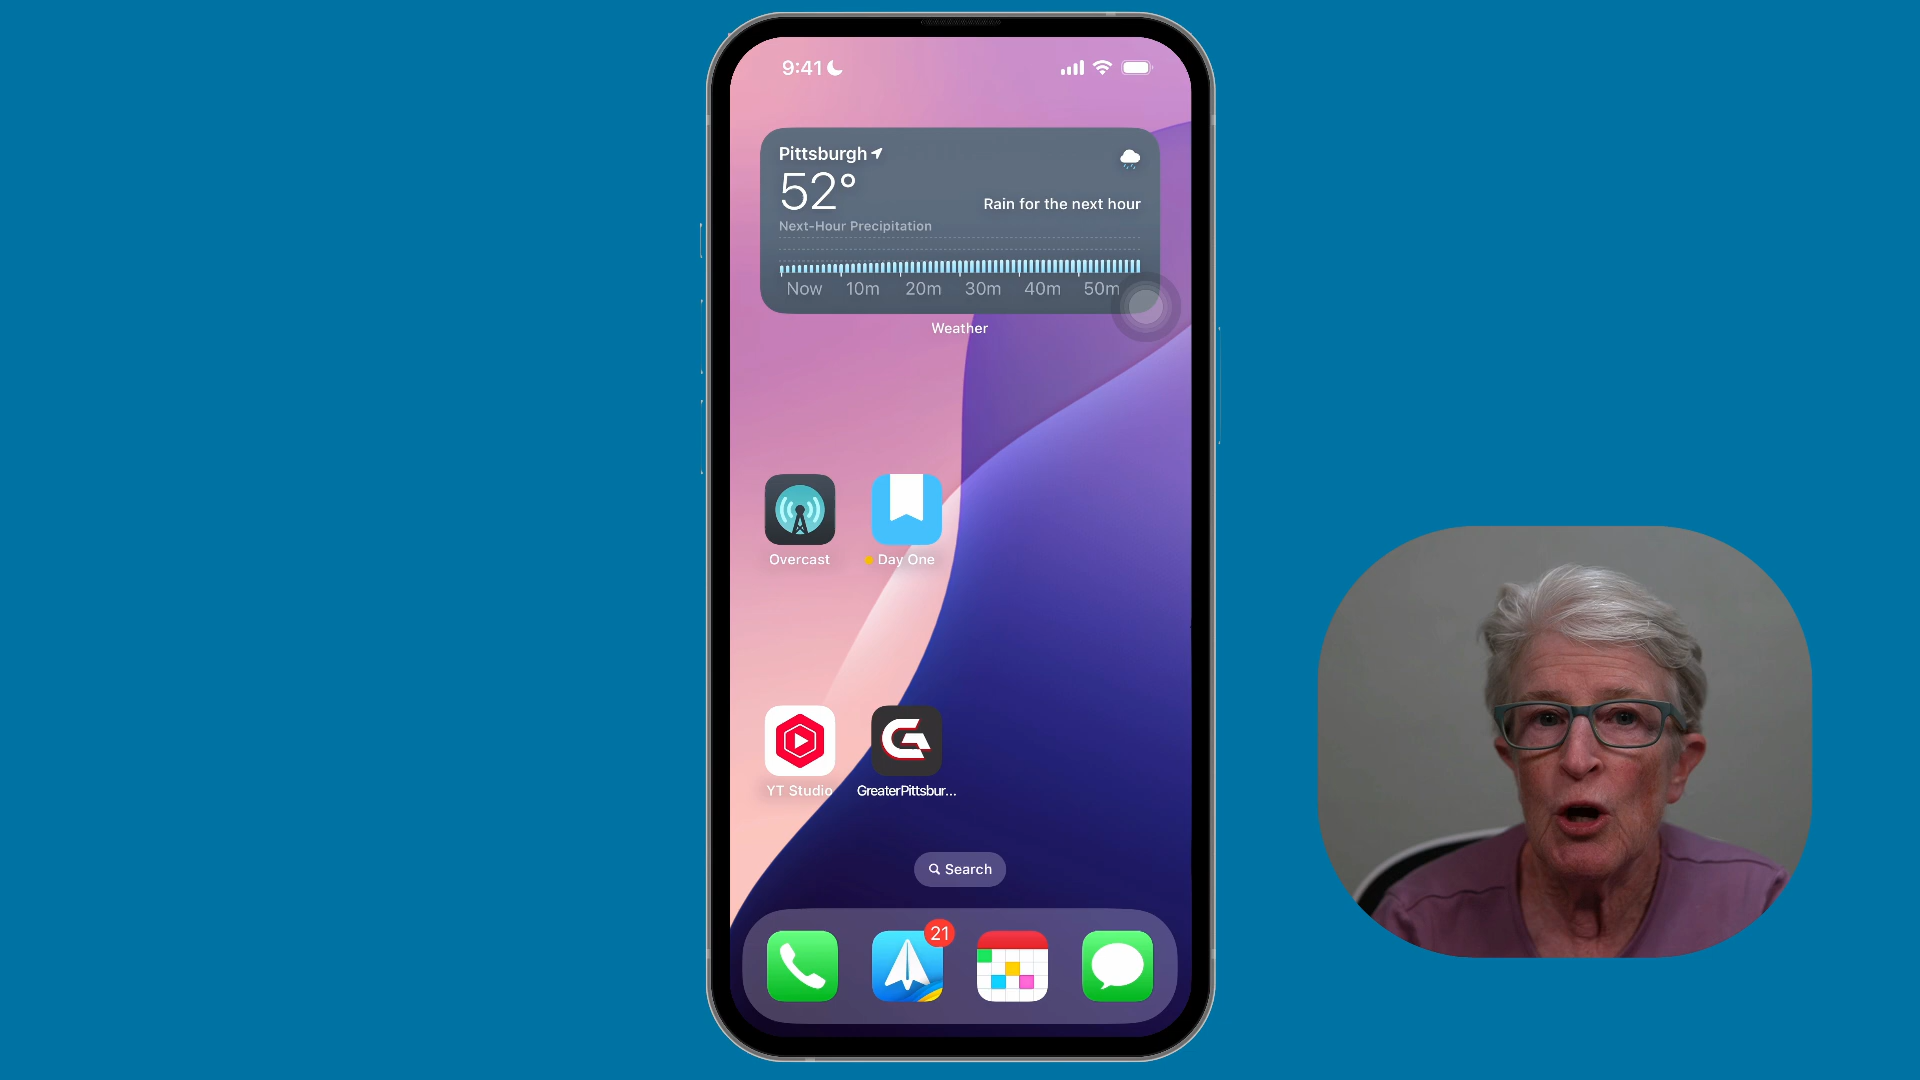 9:41
Pittsburgh
52°
Rain for the next hour
Next-Hour Precipitation
Now 10m 20m 30m 40m 50m
Weather
Overcast
Day One
YT Studio
GreaterPittsbur...
Search
21